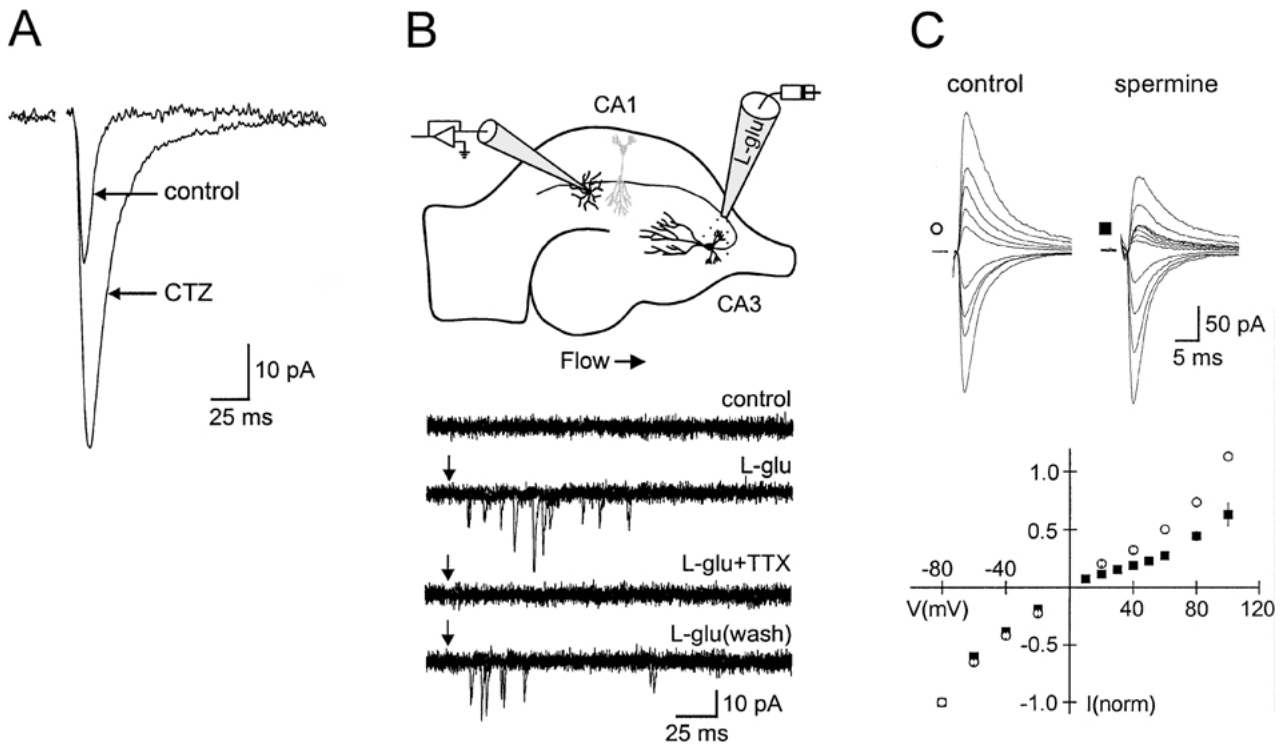 A
control
CTZ
10 pA
25 ms
B
CA1
L-glu
CA3
Flow
control
L-glu
L-glu+TTX
L-glu(wash)
10 pA
25 ms
C
control
spermine
50 pA
5 ms
1.0
0.5
-80
-40
V(mV)
40
80
120
-0.5
-1.0
I(norm)